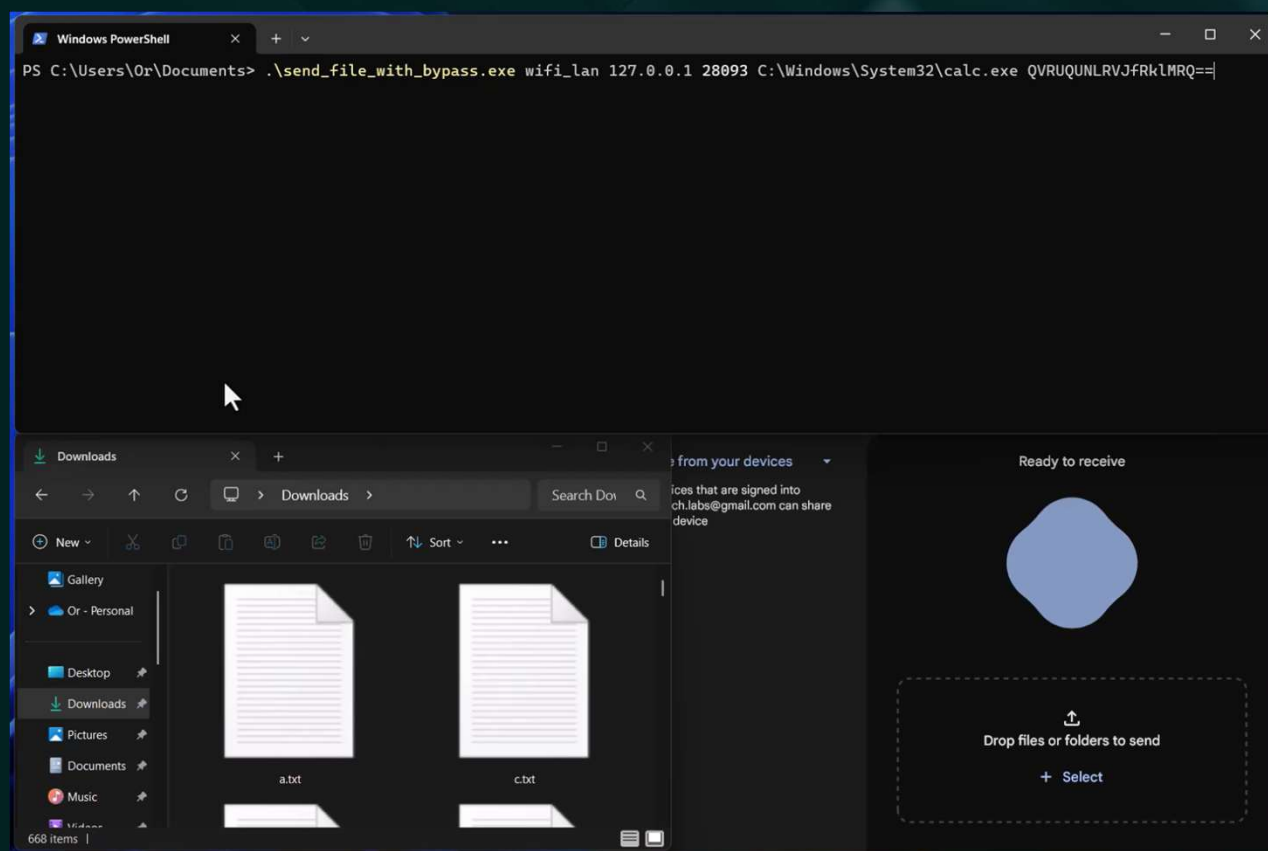 Windows PowerShell
PS C:\Users\Or\Documents> .\send_file_with_bypass.exe wifi_lan 127.0.0.1 28093 C:\Windows\System32\calc.exe QVRUQUNLRVJfRklMRQ==
Downloads
Downloads
Search Dow
New
Sort
Details
Gallery
Or - Personal
Desktop
Downloads
Pictures
Documents
Music
Videos
668 items
a.txt
c.txt
from your devices
ices that are signed into
ch.labs@gmail.com can share
device
Ready to receive
Drop files or folders to send
+ Select